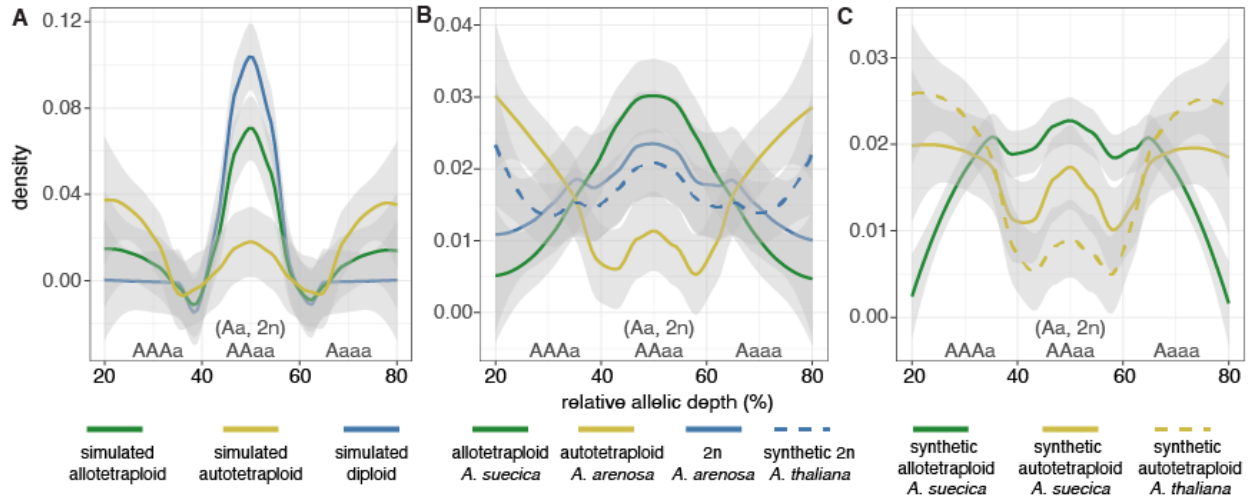 A
B
C
0.12
0.08
0.04
0.00
density
(Aa, 2n)
AAAa
AAaa
Aaaa
20
40
60
80
0.04
0.03
0.02
0.01
0.00
(Aa, 2n)
AAAa
AAaa
Aaaa
20
40
60
80
relative allelic depth (%)
0.03
0.02
0.01
0.00
(Aa, 2n)
AAAa
AAaa
Aaaa
20
40
60
80
simulated
allotetraploid
simulated
autotetraploid
simulated
diploid
allotetraploid
A. suecica
autotetraploid
A. arenosa
2n
A. arenosa
synthetic 2n
A. thaliana
synthetic
allotetraploid
A. suecica
synthetic
autotetraploid
A. suecica
synthetic
autotetraploid
A. thaliana